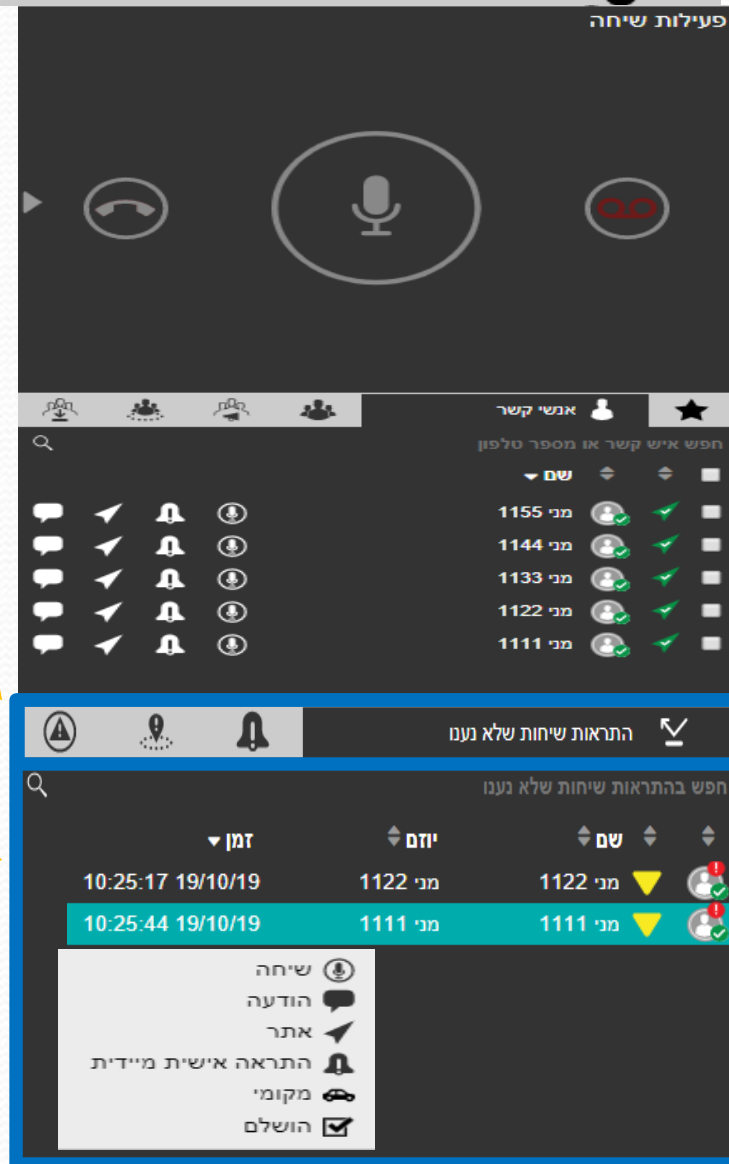 פעילות שיחה
אנשי קשר
חפש איש קשר או מספר טלפון
שם
מני 1155
מני 1144
מני 1133
מני 1122
מני 1111
התראות שיחות שלא נענו
חפש בהתראות שיחות שלא נענו
שם יוזם זמן
מני 1122 מני 1122 10:25:17 19/10/19
מני 1111 מני 1111 10:25:44 19/10/19
שיחה
הודעה
אתר
התראה אישית מיידית
מקומי
הושלם